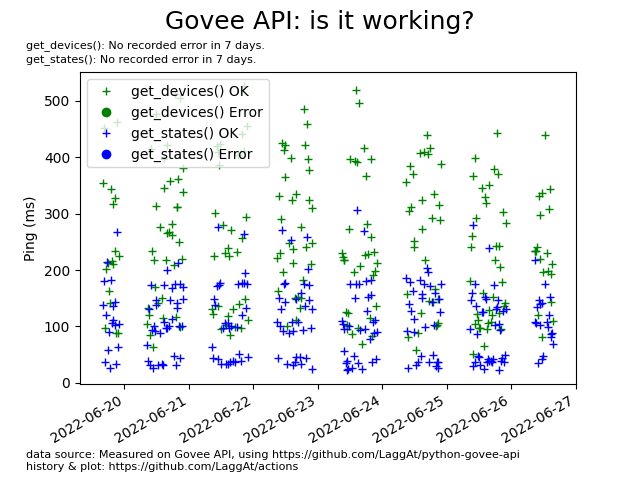 Govee API: is it working?
get_devices(): No recorded error in 7 days.
get_states(): No recorded error in 7 days.
get_devices() OK
get_devices() Error
get_states() OK
get_states() Error
Ping (ms)
500
400
300
200
100
0
2022-06-20
2022-06-21
2022-06-22
2022-06-23
2022-06-24
2022-06-25
2022-06-26
2022-06-27
data source: Measured on Govee API, using https://github.com/LaggAt/python-govee-api
history & plot: https://github.com/LaggAt/actions